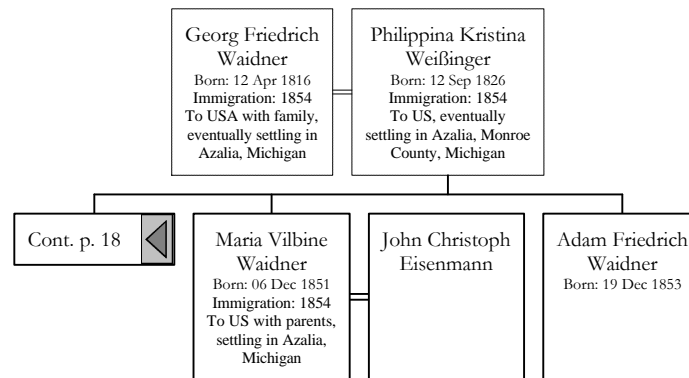 Georg Friedrich
Waidner
Born: 12 Apr 1816
Immigration: 1854
To USA with family,
eventually settling in
Azalia, Michigan
Philippina Kristina
Weißinger
Born: 12 Sep 1826
Immigration: 1854
To US, eventually
settling in Azalia, Monroe
County, Michigan
Cont. p. 18
Maria Vilbine
Waidner
Born: 06 Dec 1851
Immigration: 1854
To US with parents,
settling in Azalia,
Michigan
John Christoph
Eisenmann
Adam Friedrich
Waidner
Born: 19 Dec 1853